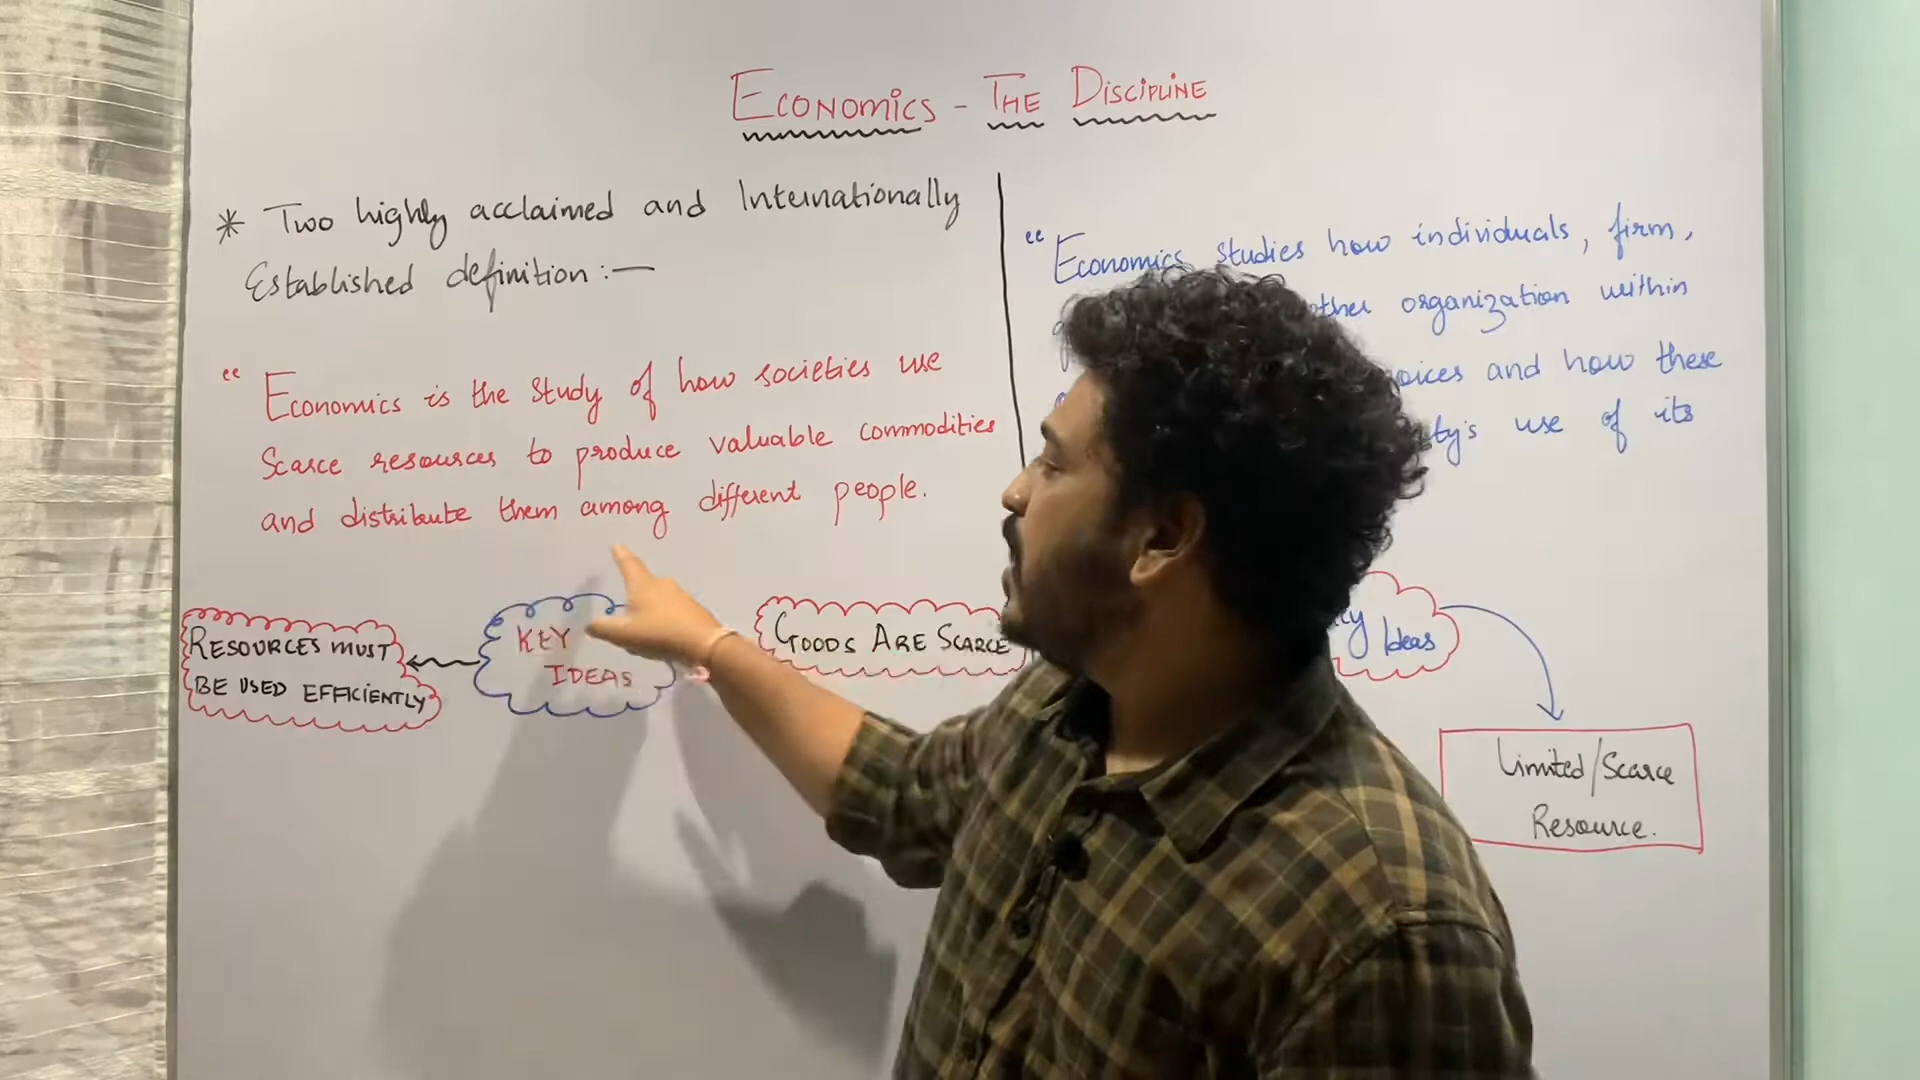 Economics - The Discipline
* Two highly acclaimed and Internationally
Established definition :—
“ Economics is the study of how societies use
Scarce resources to produce valuable commodities
and distribute them among different people.
RESOURCES MUST
BE USED EFFICIENTLY
KEY
IDEAS
GOODS ARE SCARCE
“ Economics studies how individuals, firm,
organization within
and how these
use of its
Ideas
Limited/Scarce
Resource.